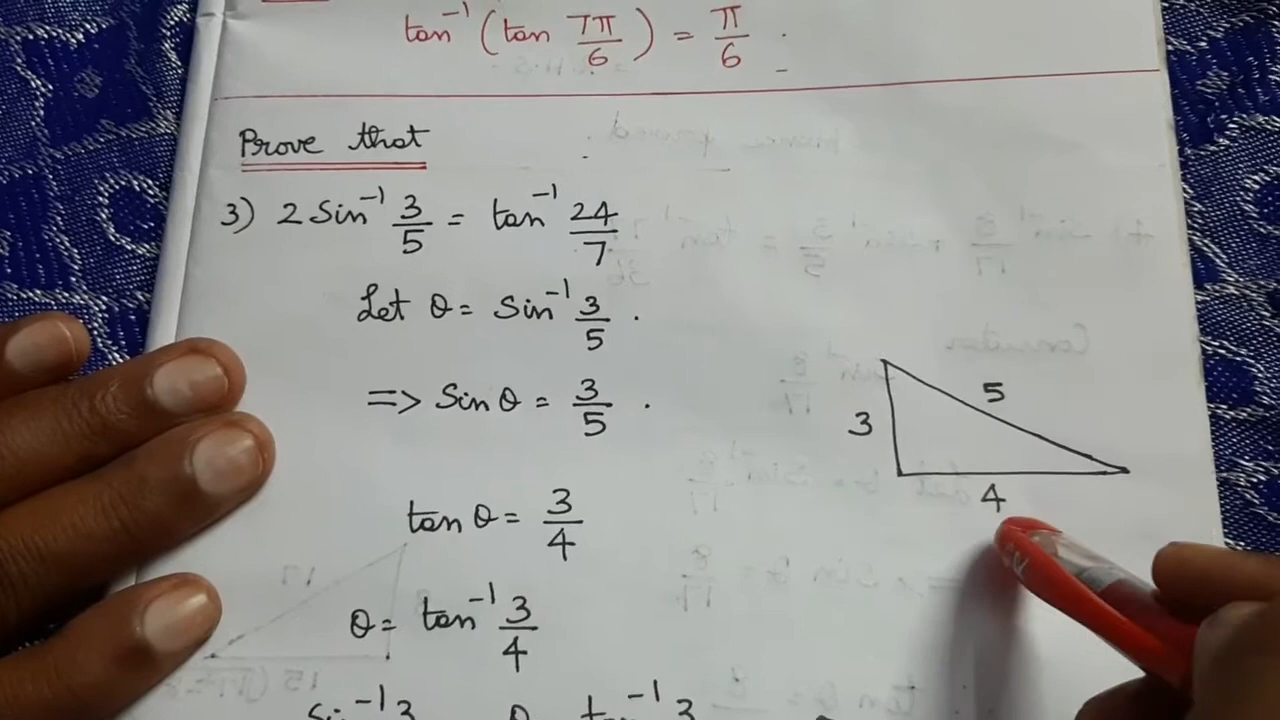 tan⁻¹ (tan 7π/6) = π/6 .
Prove that
3) 2 Sin⁻¹ 3/5 = tan⁻¹ 24/7
Let θ = Sin⁻¹ 3/5 .
=> Sin θ = 3/5 .
5
3
4
tan θ = 3/4
θ = tan⁻¹ 3/4